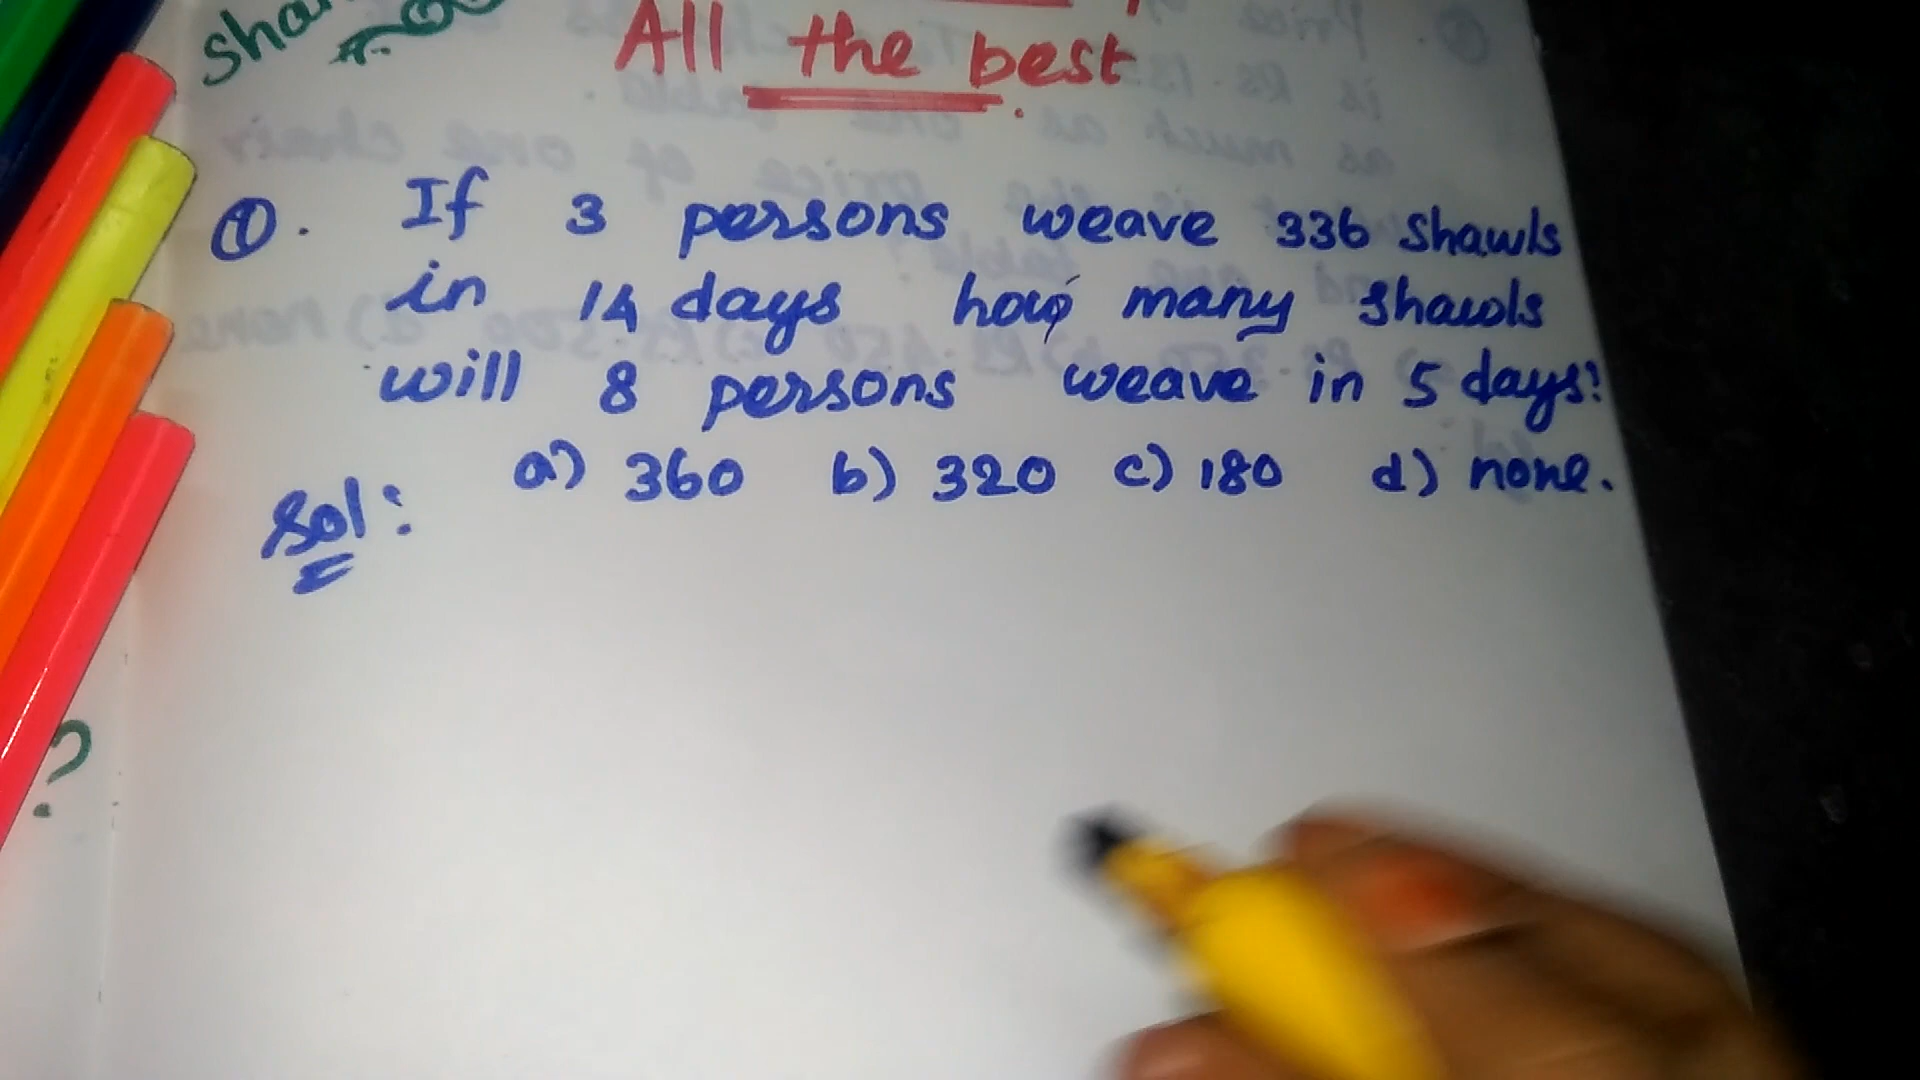 All the best
①. If 3 persons weave 336 shawls
in 14 days how many shawls
will 8 persons weave in 5 days?
a) 360 b) 320 c) 180 d) none.
Sol:
?